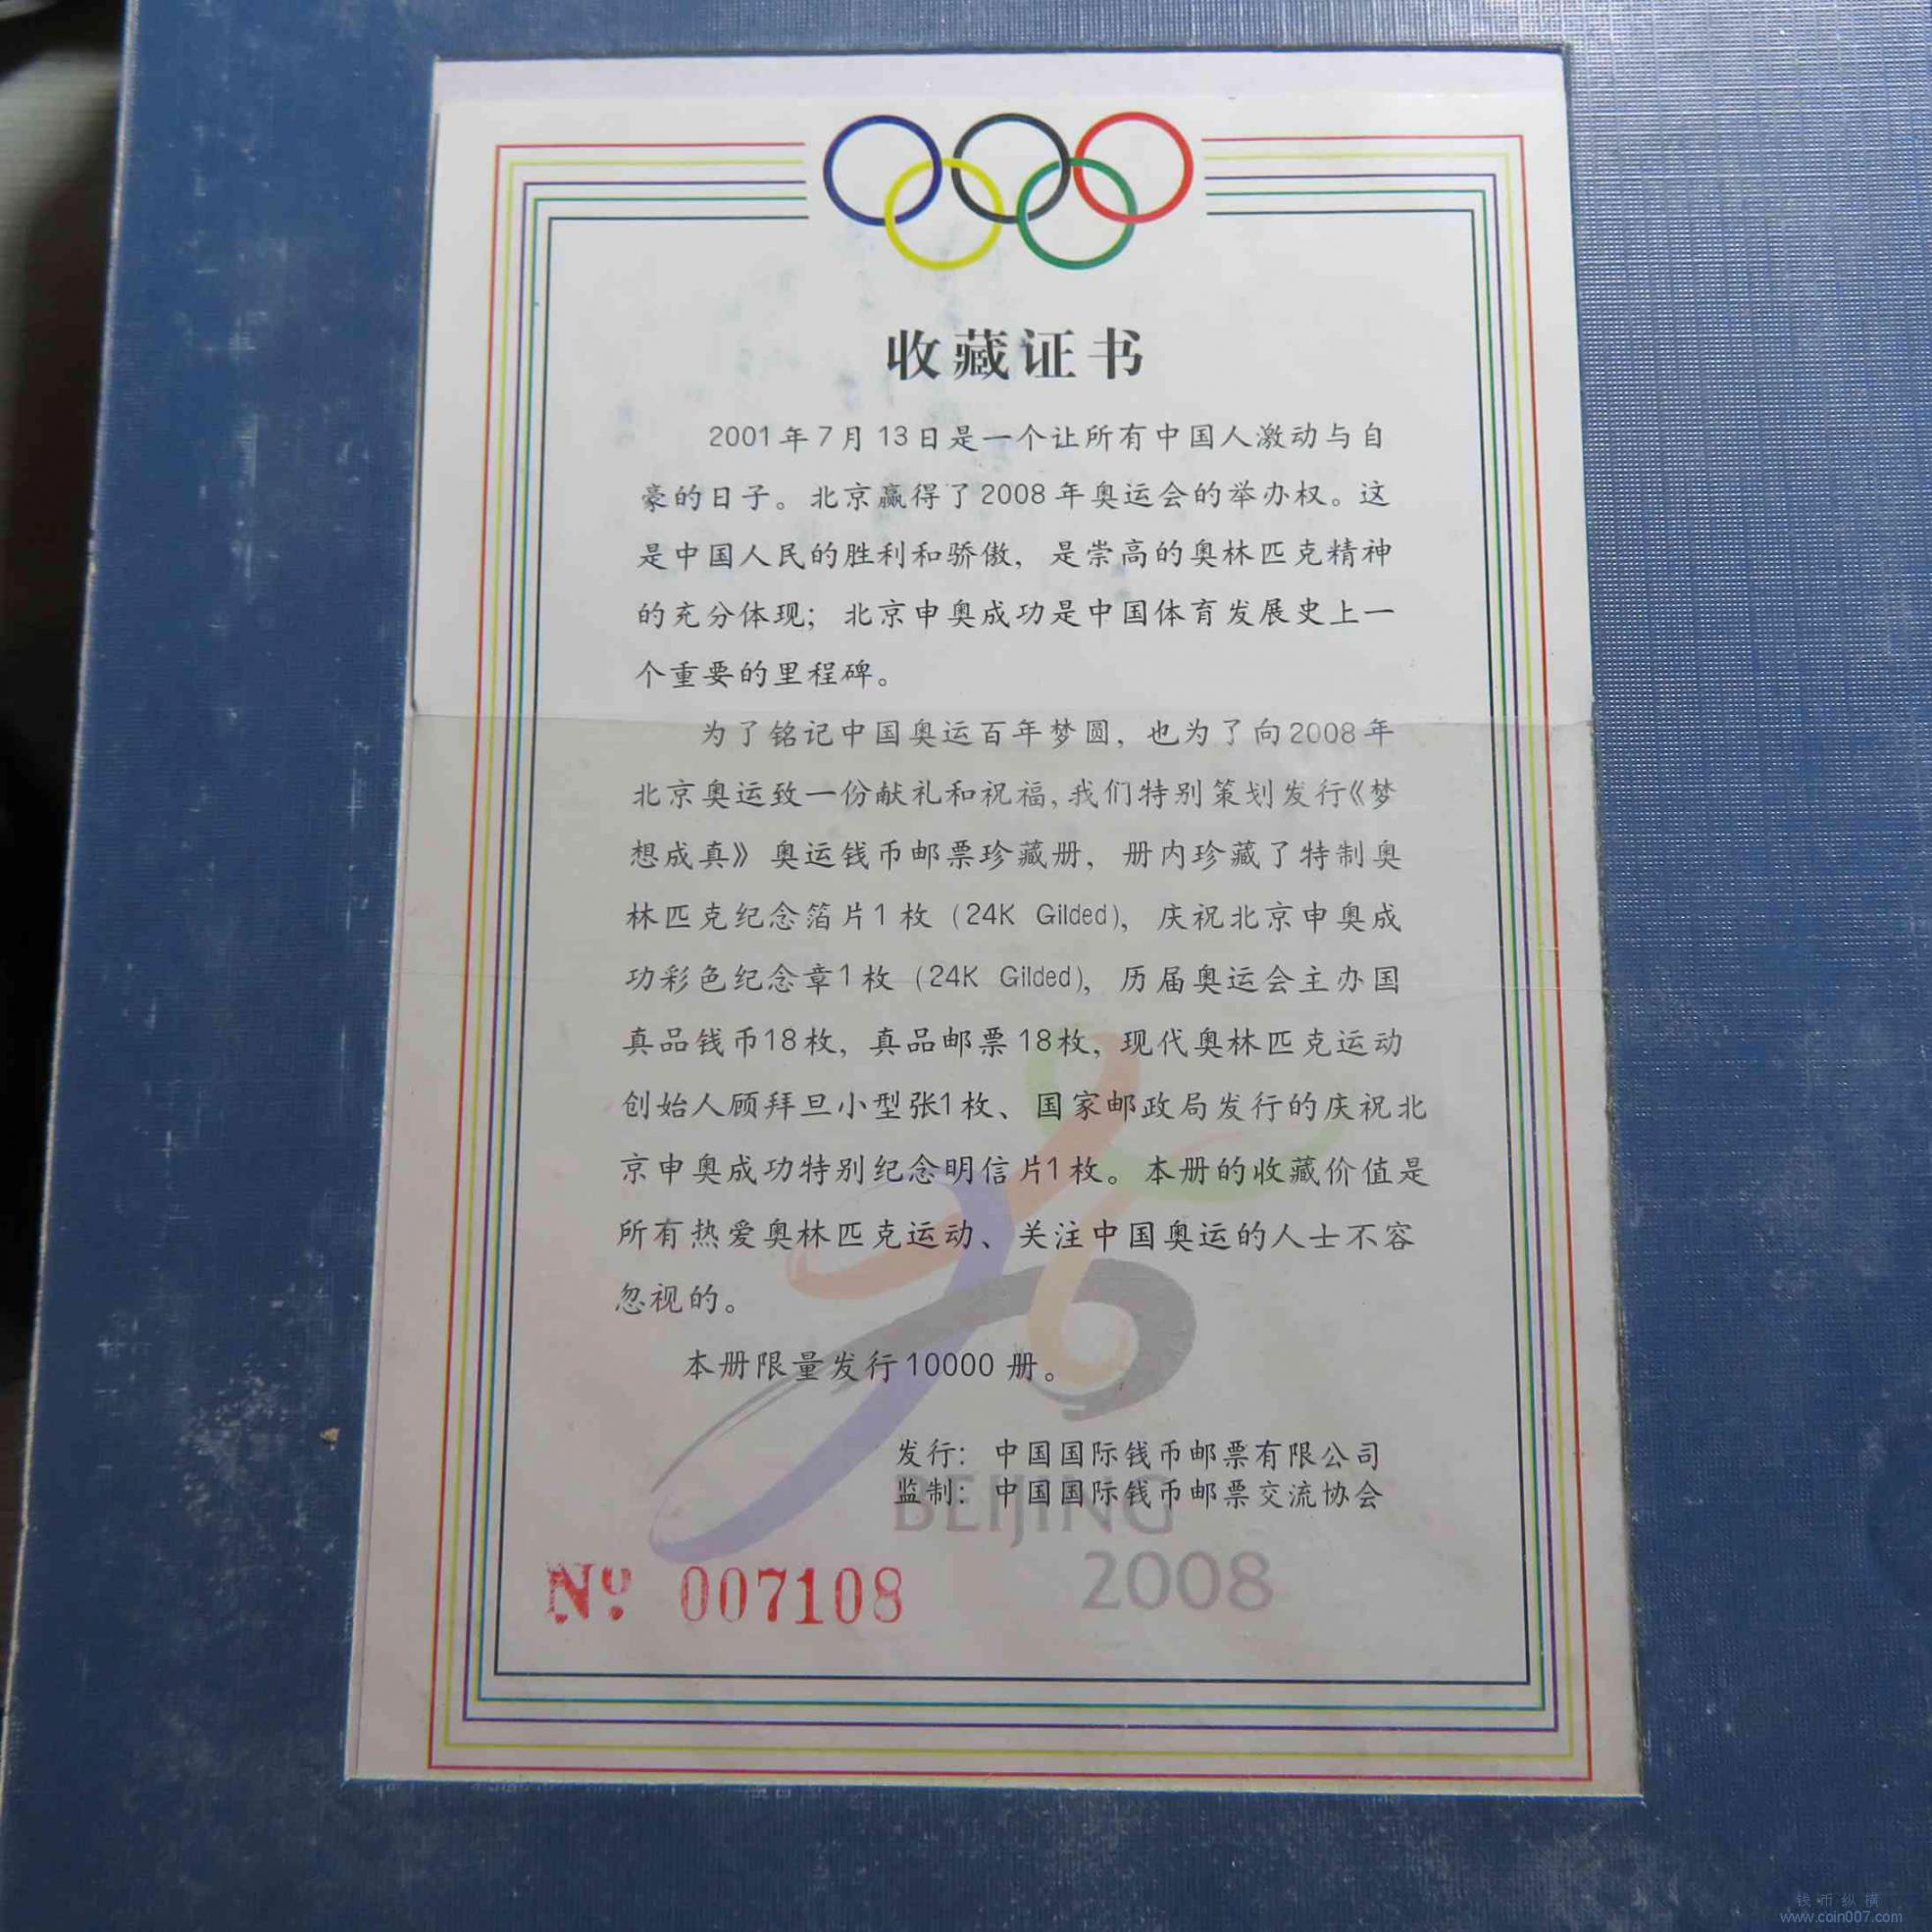 收藏证书
2001年7月13日是一个让所有中国人激动与自
豪的日子。北京赢得了2008年奥运会的举办权。这
是中国人民的胜利和骄傲，是崇高的奥林匹克精神
的充分体现；北京申奥成功是中国体育发展史上一
个重要的里程碑。
为了铭记中国奥运百年梦圆，也为了向2008年
北京奥运致一份献礼和祝福，我们特别策划发行《梦
想成真》奥运钱币邮票珍藏册，册内珍藏了特制奥
林匹克纪念箔片1枚（24K Gilded），庆祝北京申奥成
功彩色纪念章1枚（24K Gilded），历届奥运会主办国
真品钱币18枚，真品邮票18枚，现代奥林匹克运动
创始人顾拜旦小型张1枚、国家邮政局发行的庆祝北
京申奥成功特别纪念明信片1枚。本册的收藏价值是
所有热爱奥林匹克运动、关注中国奥运的人士不容
忽视的。
本册限量发行10000册。
发行：中国国际钱币邮票有限公司
监制：中国国际钱币邮票交流协会
BEIJING
2008
No 007108
钱币纵横
www.coin007.com